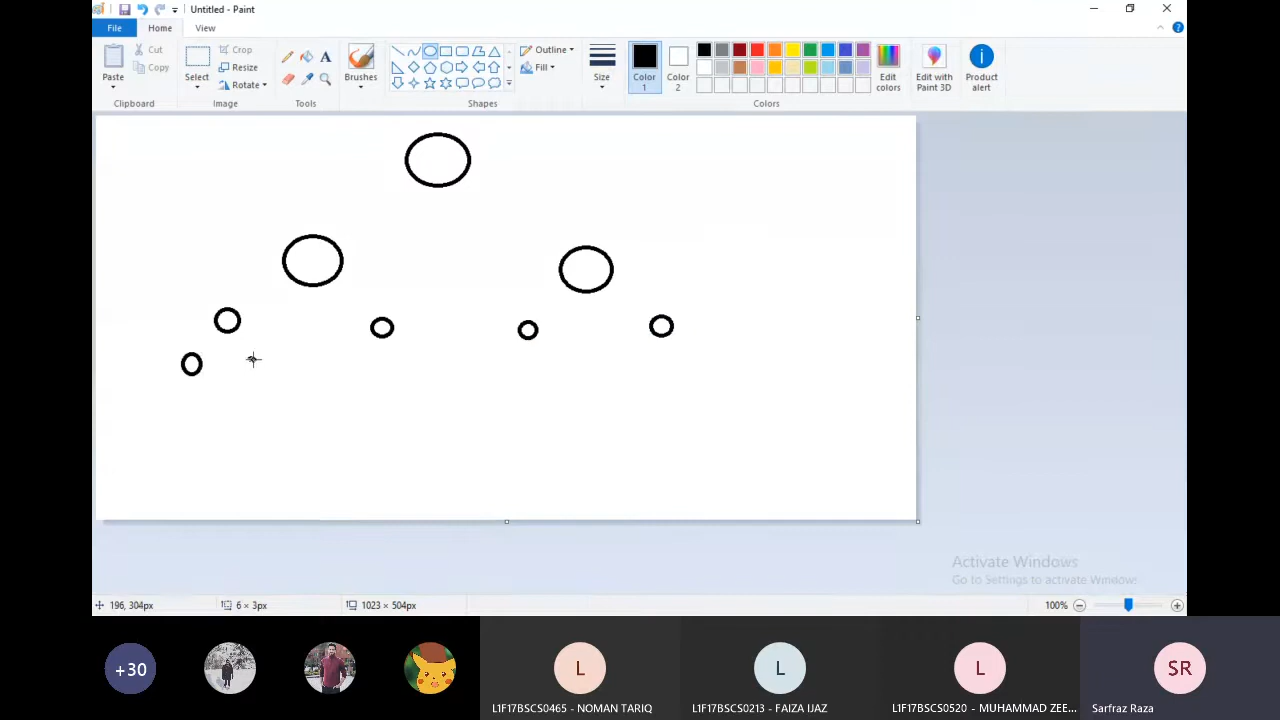 Untitled - Paint
File Home View
Paste
Cut
Copy
Clipboard
Select
Crop
Resize
Rotate
Image
Tools
Brushes
Shapes
Outline
Fill
Size
Color 1
Color 2
Edit colors
Colors
Edit with Paint 3D
Product alert
Activate Windows
Go to Settings to activate Windows.
196, 304px
6 × 3px
1023 × 504px
100%
+30
L
L
L
SR
L1F17BSCS0465 - NOMAN TARIQ
L1F17BSCS0213 - FAIZA IJAZ
L1F17BSCS0520 - MUHAMMAD ZEE...
Sarfraz Raza